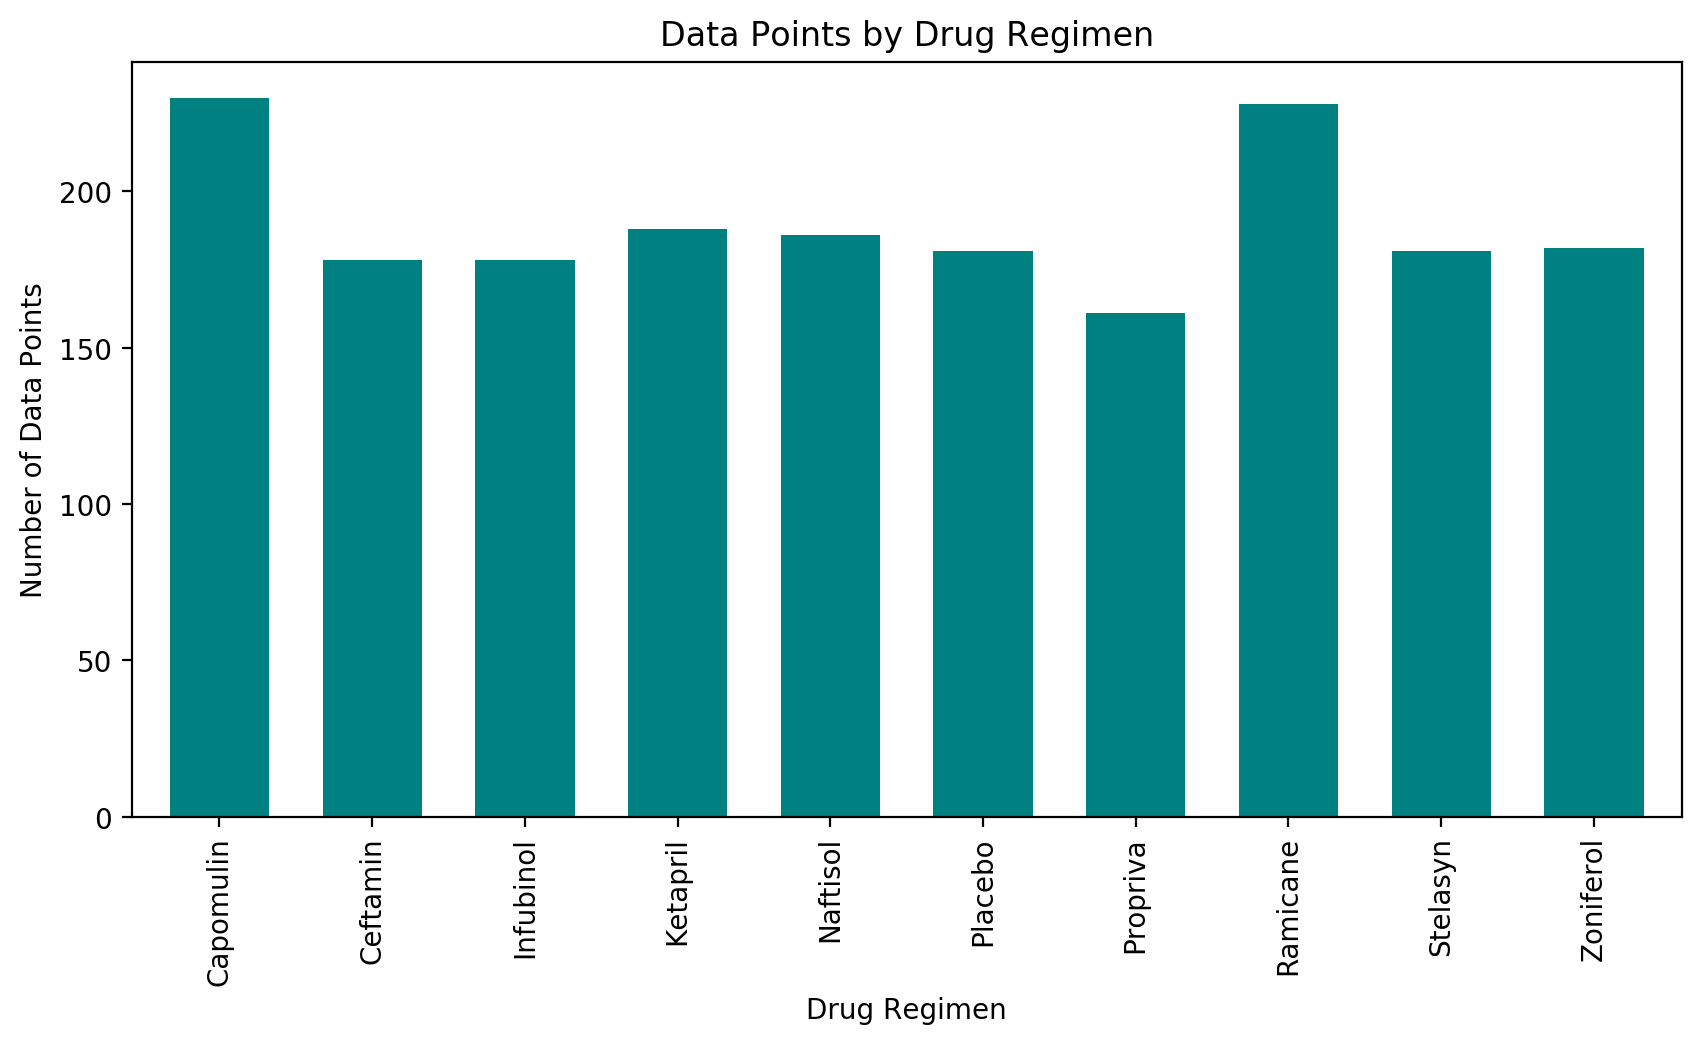 Data Points by Drug Regimen
Number of Data Points
200
150
100
50
0
Capomulin
Ceftamin
Infubinol
Ketapril
Naftisol
Placebo
Propriva
Ramicane
Stelasyn
Zoniferol
Drug Regimen